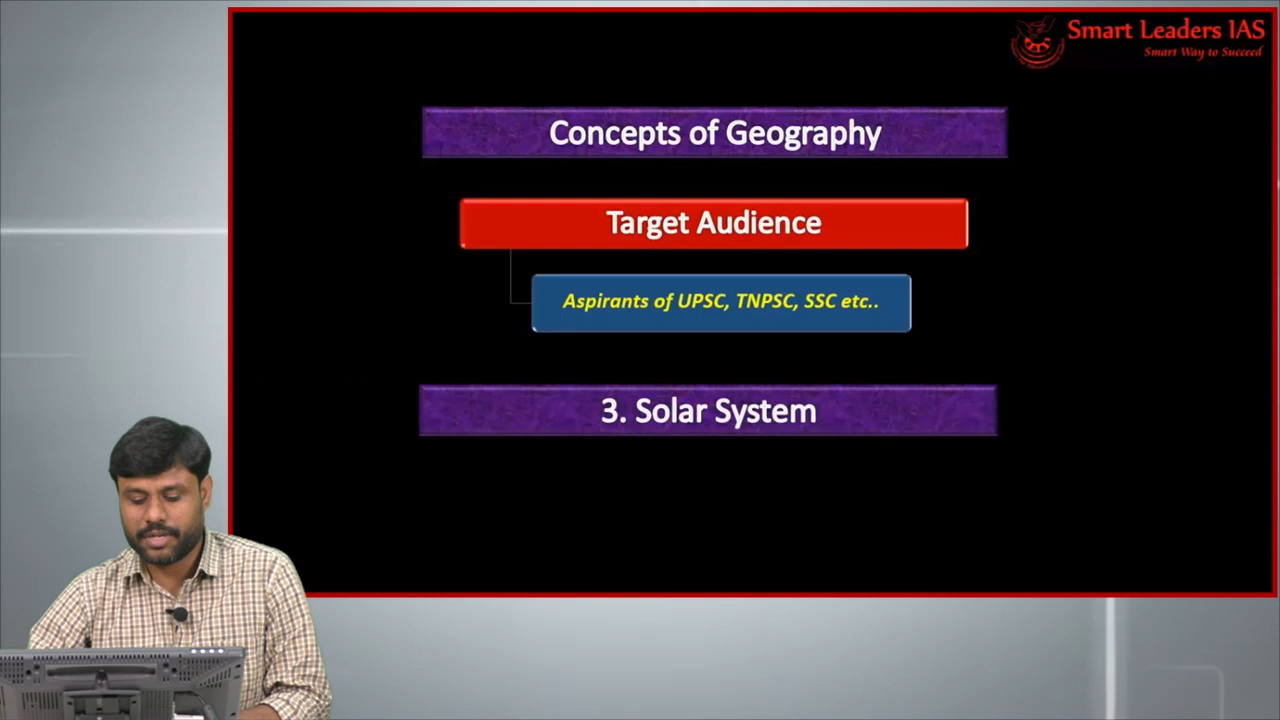 Smart Leaders IAS
Smart Way to Succeed
Concepts of Geography
Target Audience
Aspirants of UPSC, TNPSC, SSC etc..
3. Solar System